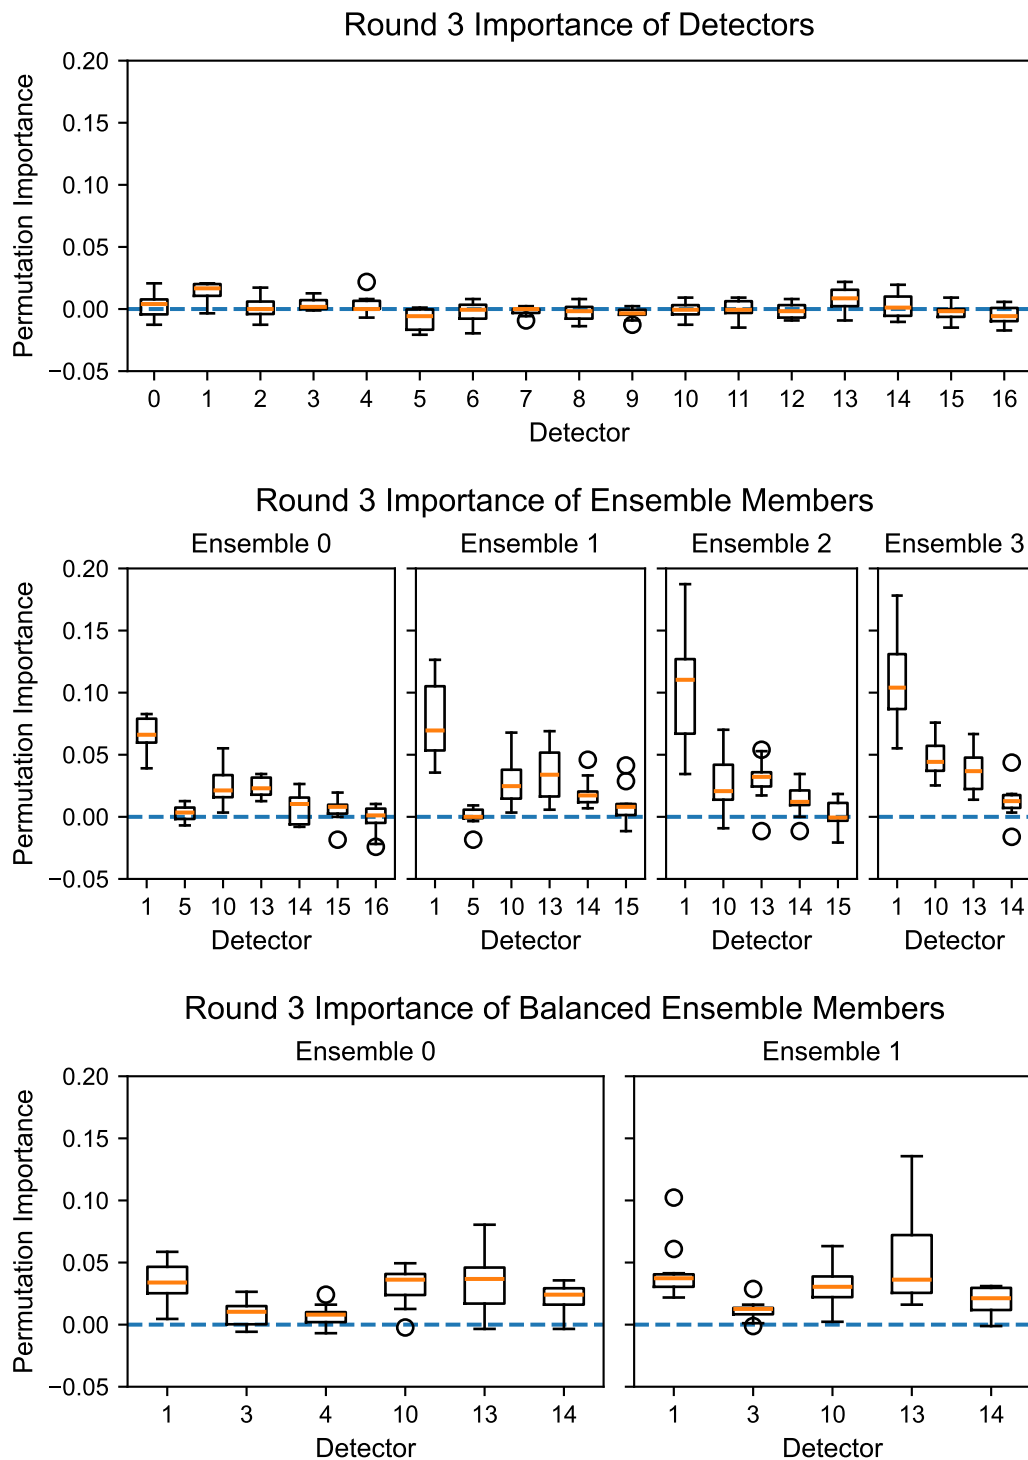 Round 3 Importance of Detectors
Permutation Importance
0.20
0.15
0.10
0.05
0.00
−0.05
0 1 2 3 4 5 6 7 8 9 10 11 12 13 14 15 16
Detector
Round 3 Importance of Ensemble Members
Ensemble 0 Ensemble 1 Ensemble 2 Ensemble 3
Permutation Importance
0.20
0.15
0.10
0.05
0.00
−0.05
1 5 10 13 14 15 16 1 5 10 13 14 15 1 10 13 14 15 1 10 13 14
Detector Detector Detector Detector
Round 3 Importance of Balanced Ensemble Members
Ensemble 0 Ensemble 1
Permutation Importance
0.20
0.15
0.10
0.05
0.00
−0.05
1 3 4 10 13 14 1 3 10 13 14
Detector Detector